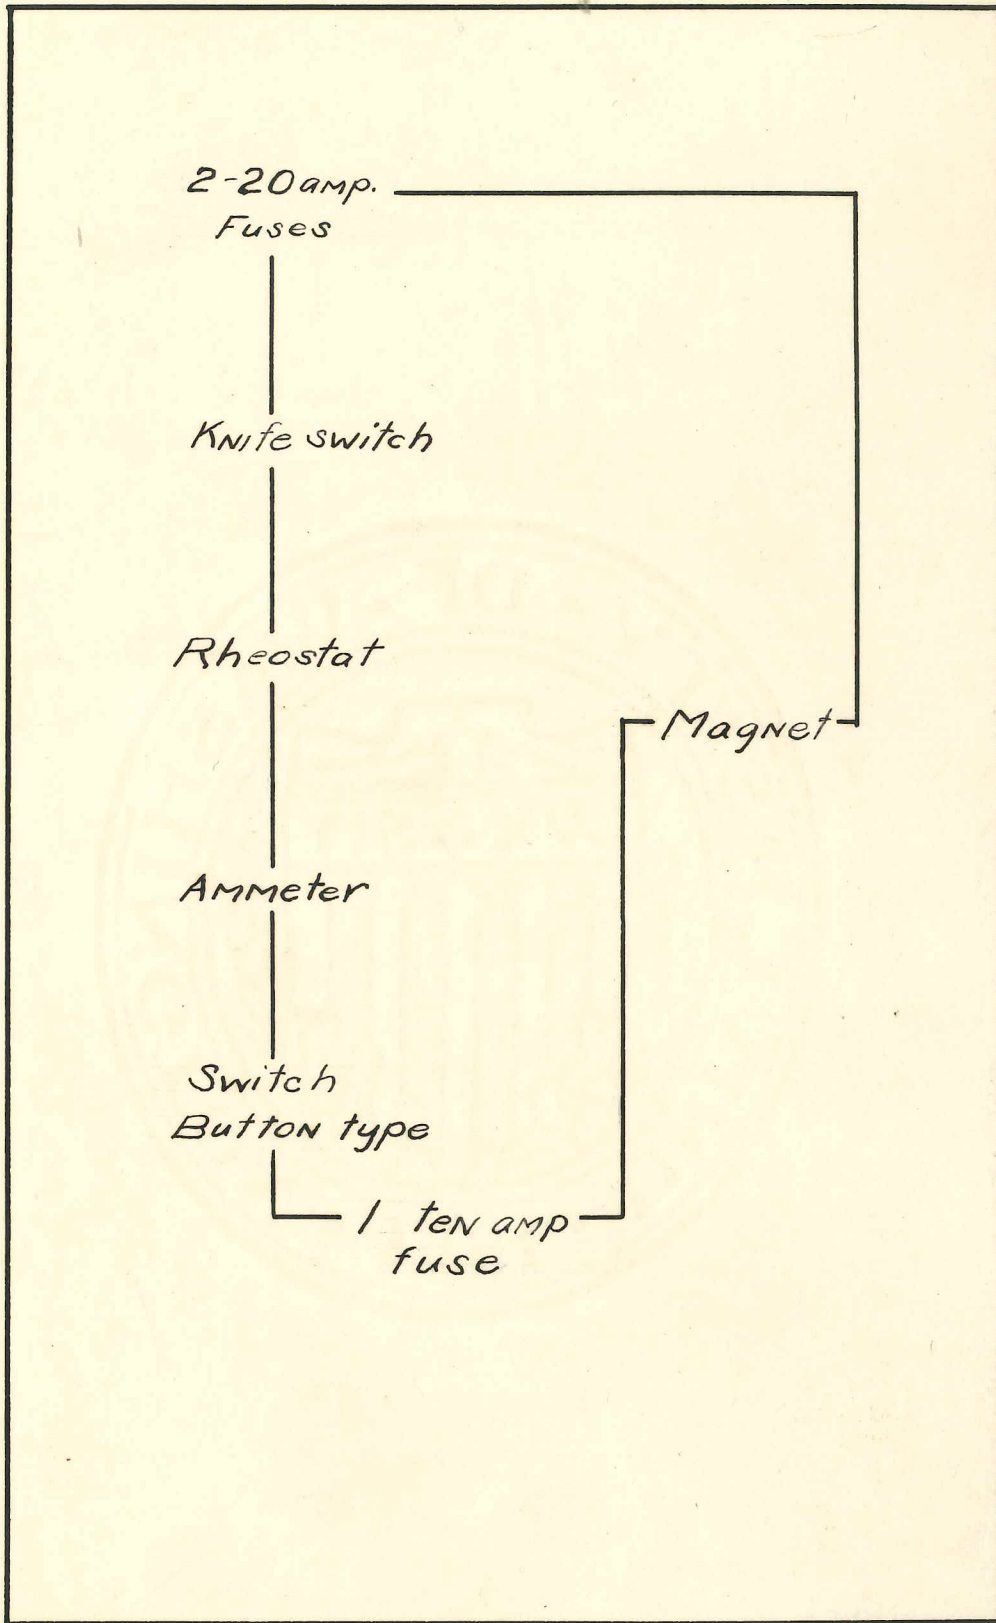 2-20 amp.
Fuses
Knife switch
Rheostat
Magnet
Ammeter
Switch
Button type
1 ten amp
fuse